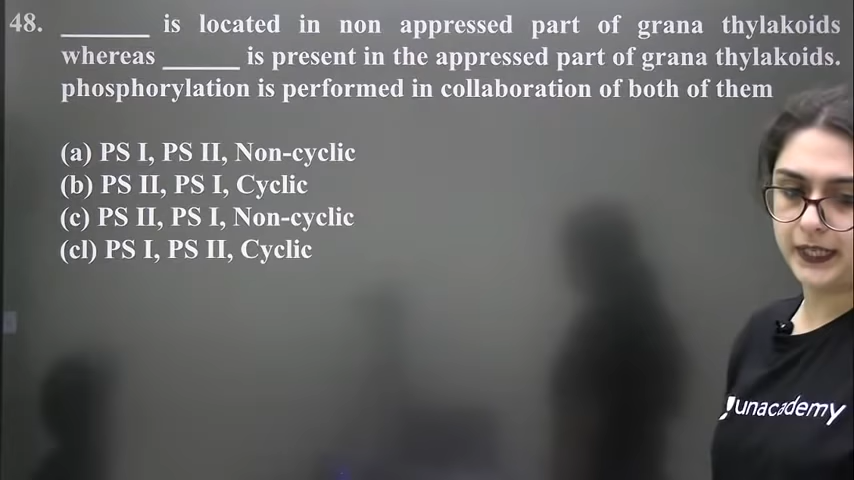 48. ______ is located in non appressed part of grana thylakoids
whereas ______ is present in the appressed part of grana thylakoids.
phosphorylation is performed in collaboration of both of them
(a) PS I, PS II, Non-cyclic
(b) PS II, PS I, Cyclic
(c) PS II, PS I, Non-cyclic
(cl) PS I, PS II, Cyclic
unacademy